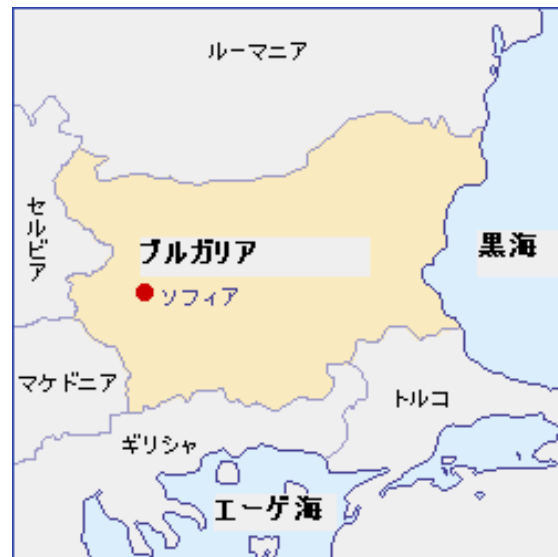 ルーマニア
セルビア
ブルガリア
黒海
ソフィア
マケドニア
トルコ
ギリシャ
エーゲ海